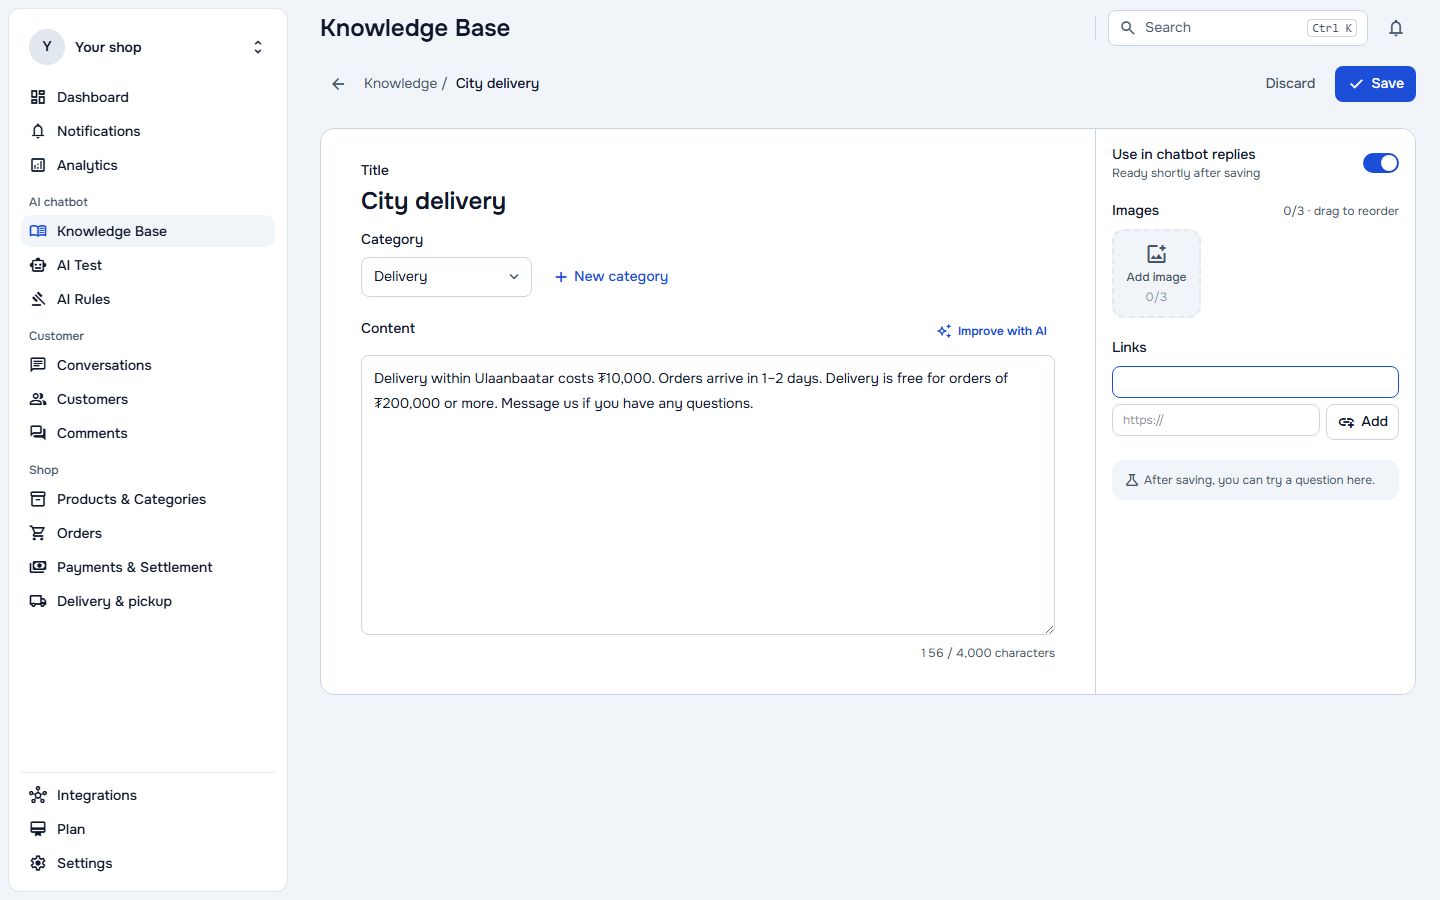 Y
Your shop
Dashboard
Notifications
Analytics
AI chatbot
Knowledge Base
AI Test
AI Rules
Customer
Conversations
Customers
Comments
Shop
Products & Categories
Orders
Payments & Settlement
Delivery & pickup
Integrations
Plan
Settings
Knowledge Base
Search
Ctrl K
Knowledge / City delivery
Discard
Save
Title
City delivery
Category
Delivery
New category
Content
Improve with AI
Delivery within Ulaanbaatar costs ₮10,000. Orders arrive in 1–2 days. Delivery is free for orders of
₮200,000 or more. Message us if you have any questions.
156 / 4,000 characters
Use in chatbot replies
Ready shortly after saving
Images
0/3 · drag to reorder
Add image
0/3
Links
https://
Add
After saving, you can try a question here.